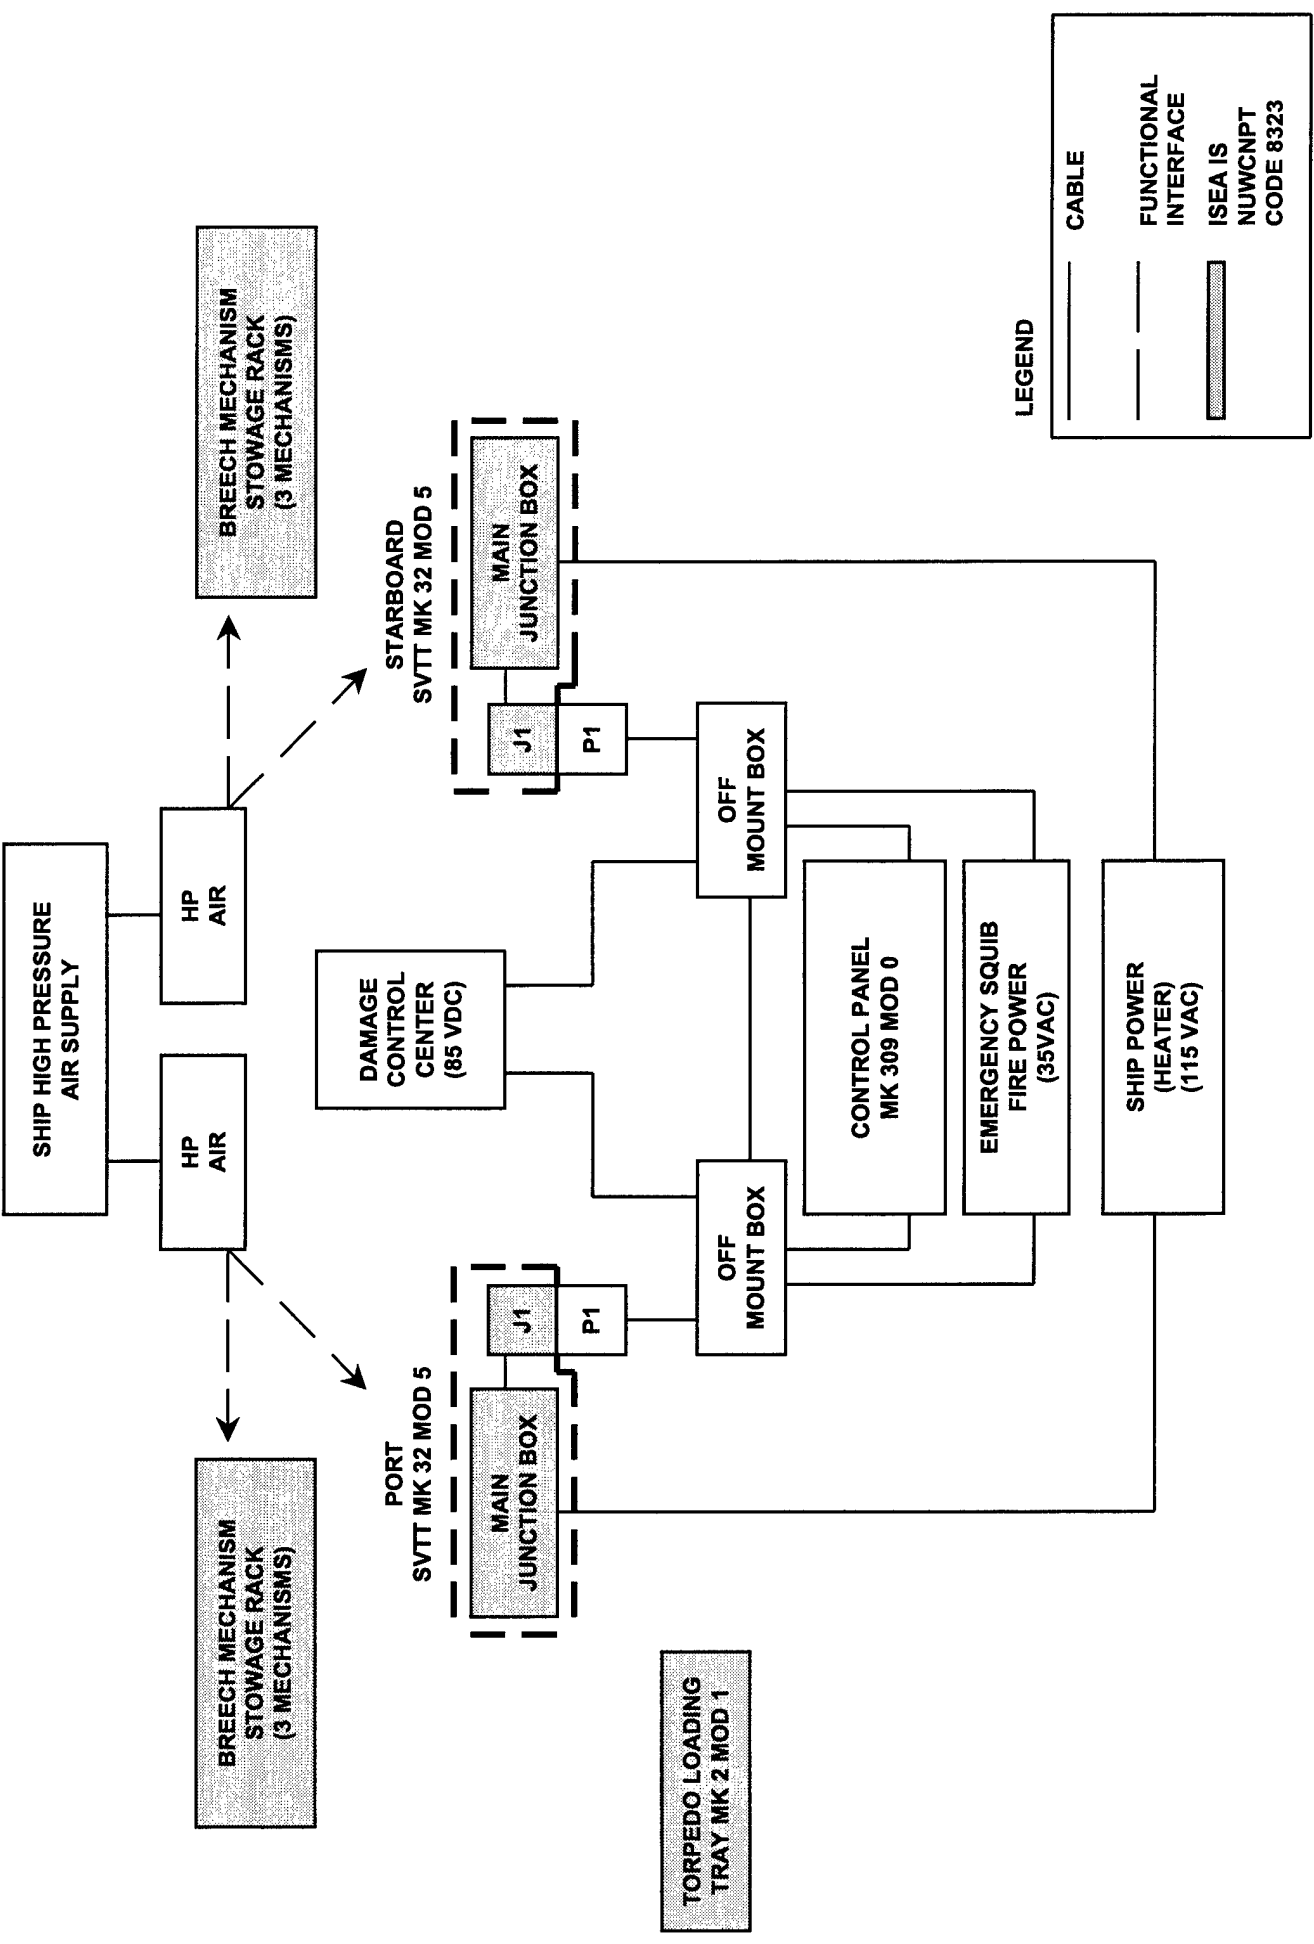 SHIP HIGH PRESSURE
AIR SUPPLY
HP
AIR
HP
AIR
BREECH MECHANISM
STOWAGE RACK
(3 MECHANISMS)
BREECH MECHANISM
STOWAGE RACK
(3 MECHANISMS)
DAMAGE
CONTROL
CENTER
(85 VDC)
PORT
SVTT MK 32 MOD 5
STARBOARD
SVTT MK 32 MOD 5
MAIN
JUNCTION BOX
J1
P1
J1
P1
MAIN
JUNCTION BOX
TORPEDO LOADING
TRAY MK 2 MOD 1
OFF
MOUNT BOX
OFF
MOUNT BOX
CONTROL PANEL
MK 309 MOD 0
EMERGENCY SQUIB
FIRE POWER
(35VAC)
SHIP POWER
(HEATER)
(115 VAC)
LEGEND
CABLE
FUNCTIONAL
INTERFACE
ISEA IS
NUWCNPT
CODE 8323